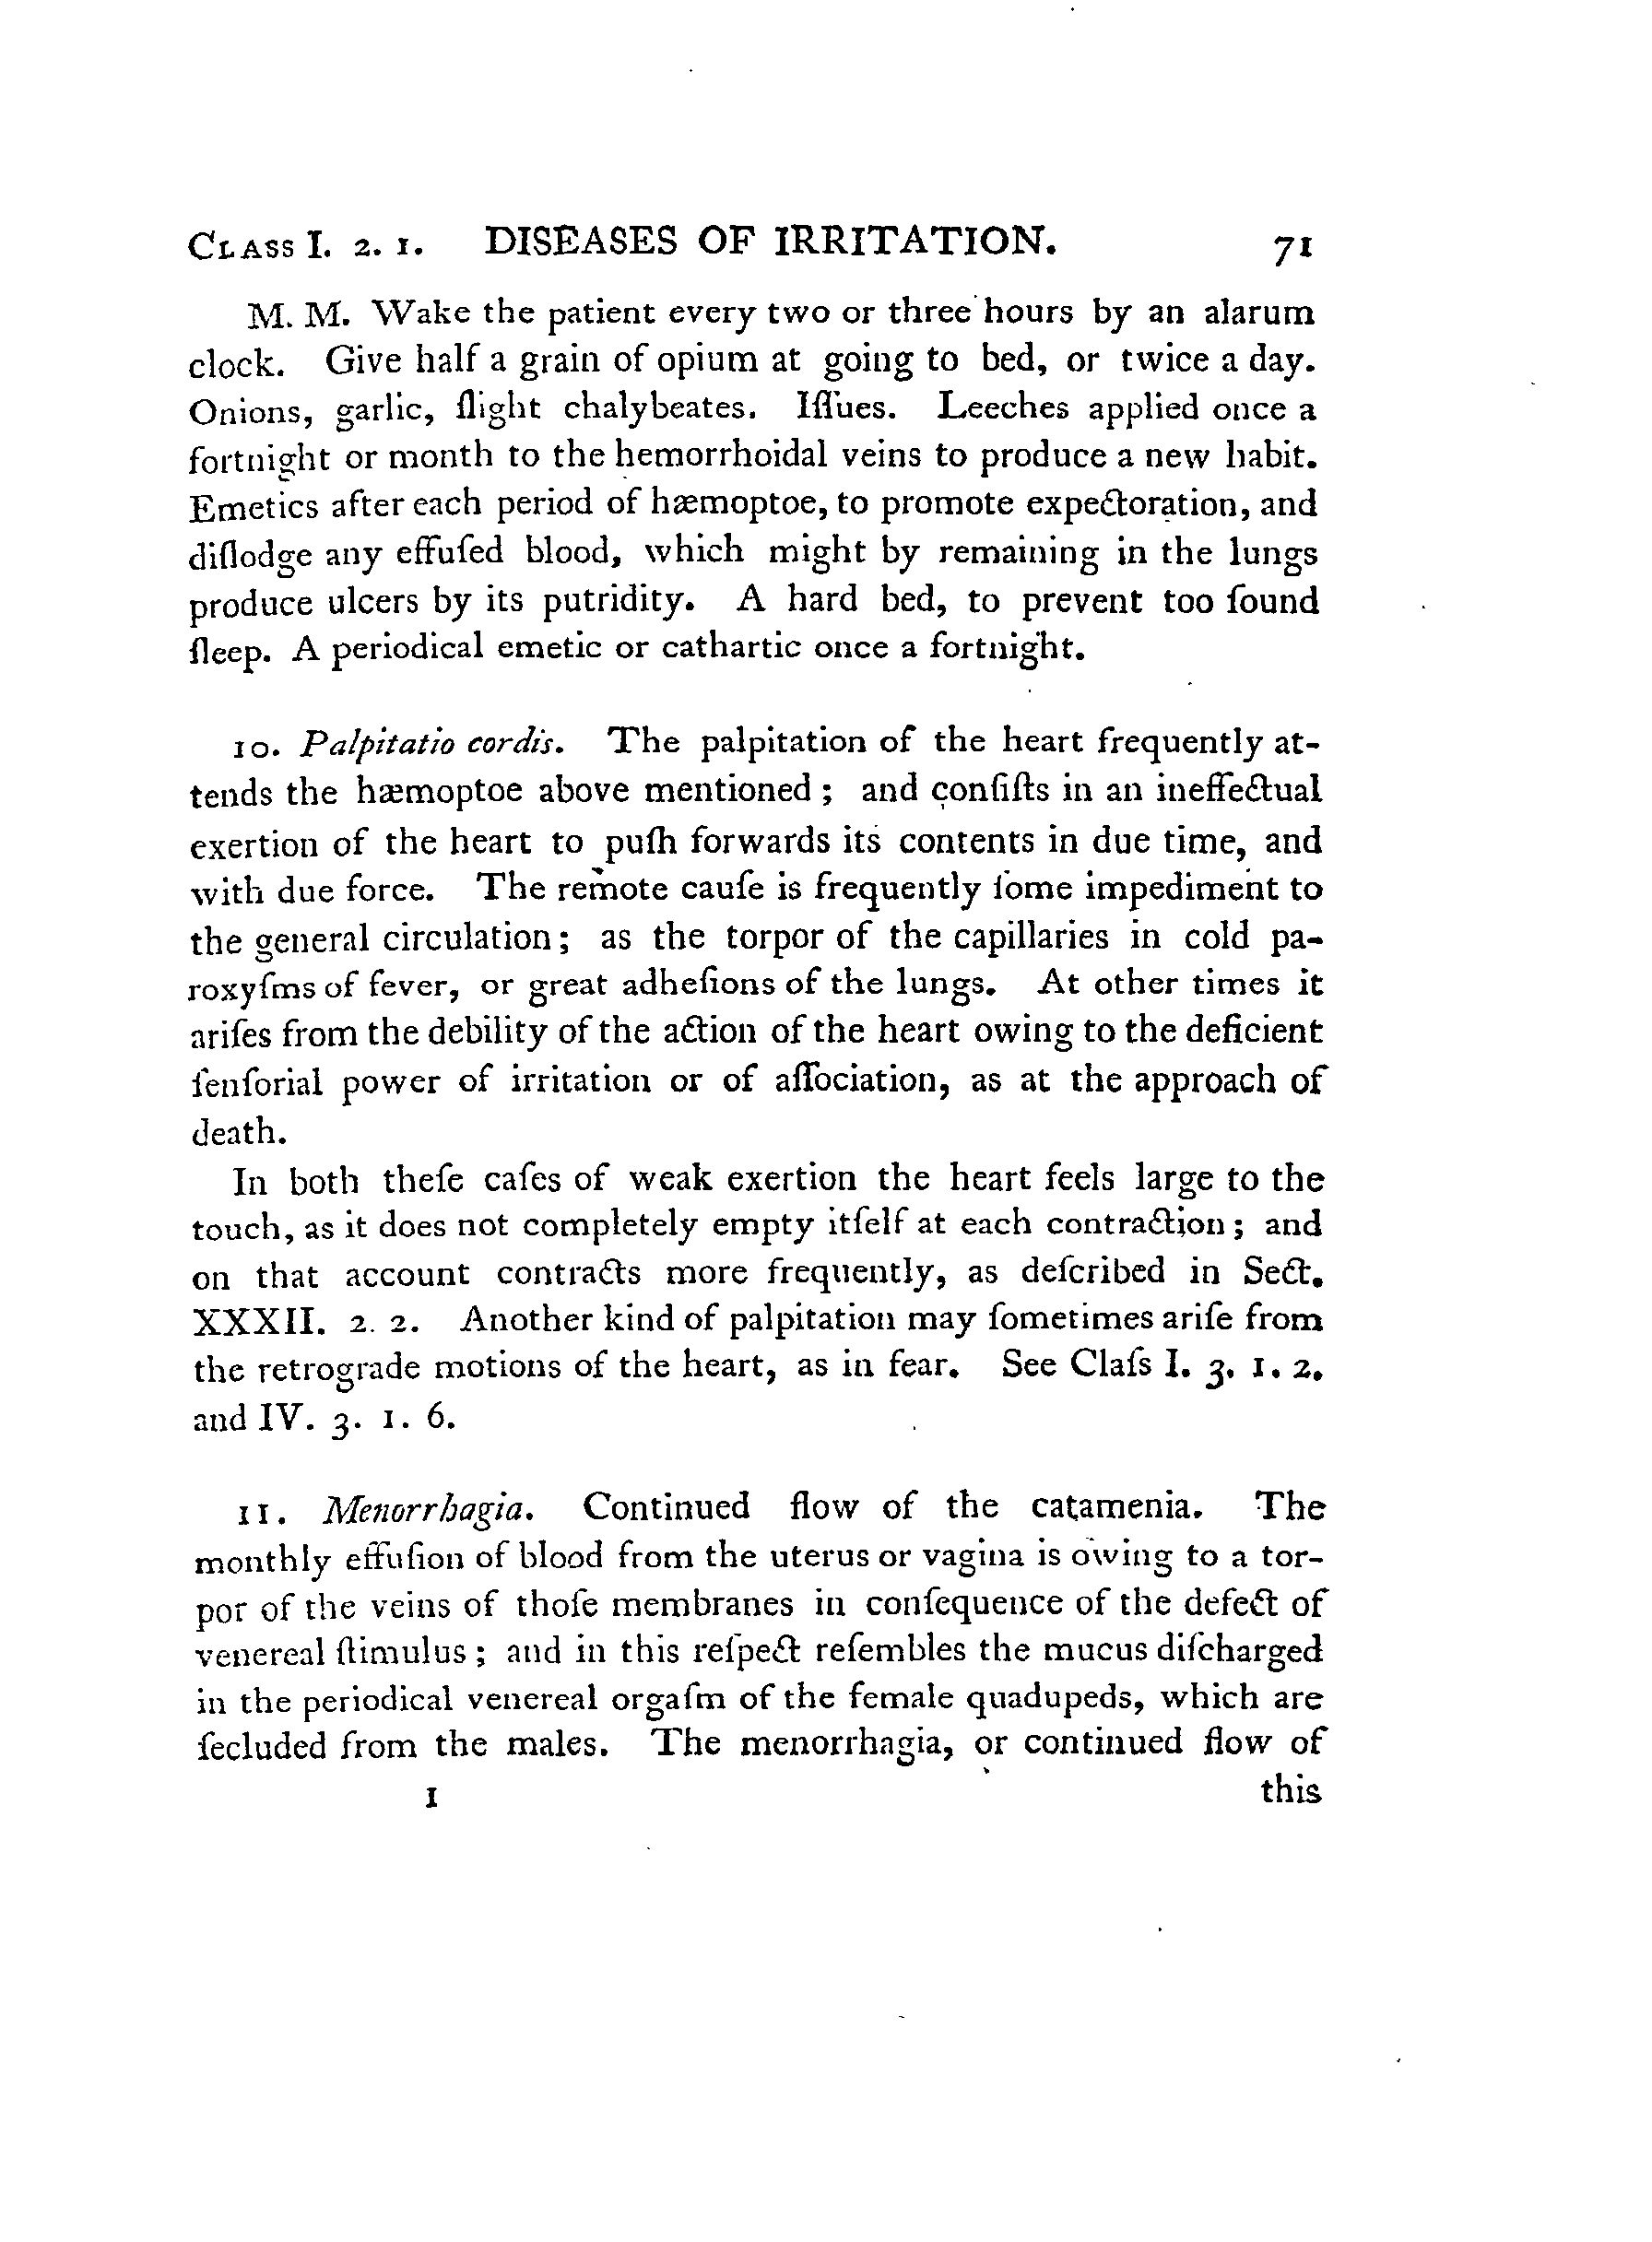 CLASS I. 2. 1. DISEASES OF IRRITATION. 71
M. M. Wake the patient every two or three hours by an alarum
clock. Give half a grain of opium at going to bed, or twice a day.
Onions, garlic, ſlight chalybeates. Iſſues. Leeches applied once a
fortnight or month to the hemorrhoidal veins to produce a new habit.
Emetics after each period of hæmoptoe, to promote expectoration, and
diſlodge any effuſed blood, which might by remaining in the lungs
produce ulcers by its putridity. A hard bed, to prevent too ſound
ſleep. A periodical emetic or cathartic once a fortnight.
10. Palpitatio cordis. The palpitation of the heart frequently at-
tends the hæmoptoe above mentioned; and conſiſts in an ineffectual
exertion of the heart to puſh forwards its contents in due time, and
with due force. The remote cauſe is frequently ſome impediment to
the general circulation; as the torpor of the capillaries in cold pa-
roxyſms of fever, or great adheſions of the lungs. At other times it
ariſes from the debility of the action of the heart owing to the deficient
ſenſorial power of irritation or of aſſociation, as at the approach of
death.
In both theſe caſes of weak exertion the heart feels large to the
touch, as it does not completely empty itſelf at each contraction; and
on that account contracts more frequently, as deſcribed in Sect.
XXXII. 2. 2. Another kind of palpitation may ſometimes ariſe from
the retrograde motions of the heart, as in fear. See Claſs I. 3. 1. 2.
and IV. 3. 1. 6.
11. Menorrhagia. Continued flow of the catamenia. The
monthly effuſion of blood from the uterus or vagina is owing to a tor-
por of the veins of thoſe membranes in conſequence of the defect of
venereal ſtimulus; and in this reſpect reſembles the mucus diſcharged
in the periodical venereal orgaſm of the female quadupeds, which are
ſecluded from the males. The menorrhagia, or continued flow of
1 this